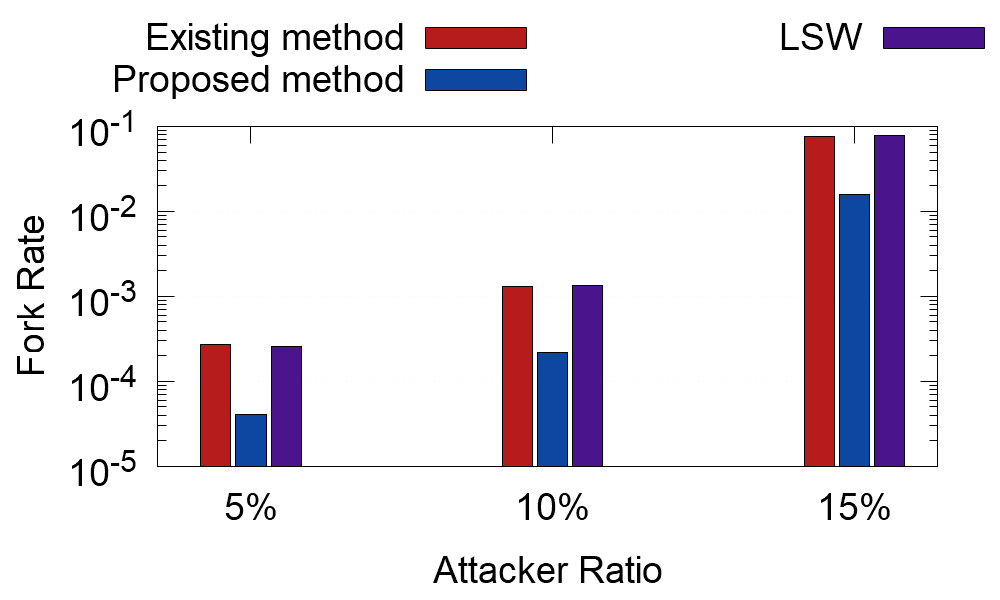 Existing method
Proposed method
LSW
10^-1
10^-2
10^-3
10^-4
10^-5
Fork Rate
5% 10% 15%
Attacker Ratio